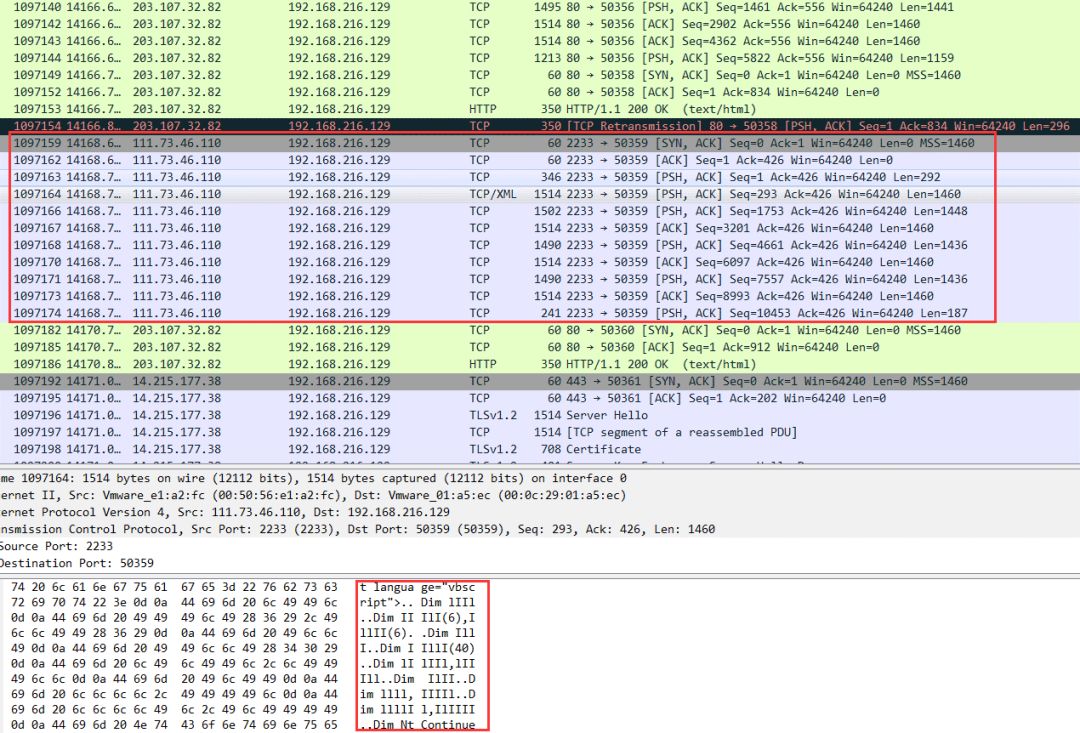 1097140 14166.6… 203.107.32.82 192.168.216.129 TCP 1495 80 → 50356 [PSH, ACK] Seq=1461 Ack=556 Win=64240 Len=1441
1097142 14166.6… 203.107.32.82 192.168.216.129 TCP 1514 80 → 50356 [ACK] Seq=2902 Ack=556 Win=64240 Len=1460
1097143 14166.6… 203.107.32.82 192.168.216.129 TCP 1514 80 → 50356 [ACK] Seq=4362 Ack=556 Win=64240 Len=1460
1097144 14166.6… 203.107.32.82 192.168.216.129 TCP 1213 80 → 50356 [PSH, ACK] Seq=5822 Ack=556 Win=64240 Len=1159
1097149 14166.7… 203.107.32.82 192.168.216.129 TCP 60 80 → 50358 [SYN, ACK] Seq=0 Ack=1 Win=64240 Len=0 MSS=1460
1097152 14166.7… 203.107.32.82 192.168.216.129 TCP 60 80 → 50358 [ACK] Seq=1 Ack=834 Win=64240 Len=0
1097153 14166.7… 203.107.32.82 192.168.216.129 HTTP 350 HTTP/1.1 200 OK (text/html)
1097154 14166.8… 203.107.32.82 192.168.216.129 TCP 350 [TCP Retransmission] 80 → 50358 [PSH, ACK] Seq=1 Ack=834 Win=64240 Len=296
1097159 14168.6… 111.73.46.110 192.168.216.129 TCP 60 2233 → 50359 [SYN, ACK] Seq=0 Ack=1 Win=64240 Len=0 MSS=1460
1097162 14168.7… 111.73.46.110 192.168.216.129 TCP 60 2233 → 50359 [ACK] Seq=1 Ack=426 Win=64240 Len=0
1097163 14168.7… 111.73.46.110 192.168.216.129 TCP 346 2233 → 50359 [PSH, ACK] Seq=1 Ack=426 Win=64240 Len=292
1097164 14168.7… 111.73.46.110 192.168.216.129 TCP/XML 1514 2233 → 50359 [PSH, ACK] Seq=293 Ack=426 Win=64240 Len=1460
1097166 14168.7… 111.73.46.110 192.168.216.129 TCP 1502 2233 → 50359 [PSH, ACK] Seq=1753 Ack=426 Win=64240 Len=1448
1097167 14168.7… 111.73.46.110 192.168.216.129 TCP 1514 2233 → 50359 [ACK] Seq=3201 Ack=426 Win=64240 Len=1460
1097168 14168.7… 111.73.46.110 192.168.216.129 TCP 1490 2233 → 50359 [PSH, ACK] Seq=4661 Ack=426 Win=64240 Len=1436
1097170 14168.7… 111.73.46.110 192.168.216.129 TCP 1514 2233 → 50359 [ACK] Seq=6097 Ack=426 Win=64240 Len=1460
1097171 14168.7… 111.73.46.110 192.168.216.129 TCP 1490 2233 → 50359 [PSH, ACK] Seq=7557 Ack=426 Win=64240 Len=1436
1097173 14168.7… 111.73.46.110 192.168.216.129 TCP 1514 2233 → 50359 [ACK] Seq=8993 Ack=426 Win=64240 Len=1460
1097174 14168.7… 111.73.46.110 192.168.216.129 TCP 241 2233 → 50359 [PSH, ACK] Seq=10453 Ack=426 Win=64240 Len=187
1097182 14170.7… 203.107.32.82 192.168.216.129 TCP 60 80 → 50360 [SYN, ACK] Seq=0 Ack=1 Win=64240 Len=0 MSS=1460
1097185 14170.7… 203.107.32.82 192.168.216.129 TCP 60 80 → 50360 [ACK] Seq=1 Ack=912 Win=64240 Len=0
1097186 14170.8… 203.107.32.82 192.168.216.129 HTTP 350 HTTP/1.1 200 OK (text/html)
1097192 14171.0… 14.215.177.38 192.168.216.129 TCP 60 443 → 50361 [SYN, ACK] Seq=0 Ack=1 Win=64240 Len=0 MSS=1460
1097195 14171.0… 14.215.177.38 192.168.216.129 TCP 60 443 → 50361 [ACK] Seq=1 Ack=202 Win=64240 Len=0
1097196 14171.0… 14.215.177.38 192.168.216.129 TLSv1.2 1514 Server Hello
1097197 14171.0… 14.215.177.38 192.168.216.129 TCP 1514 [TCP segment of a reassembled PDU]
1097198 14171.0… 14.215.177.38 192.168.216.129 TLSv1.2 708 Certificate
me 1097164: 1514 bytes on wire (12112 bits), 1514 bytes captured (12112 bits) on interface 0
ernet II, Src: Vmware_e1:a2:fc (00:50:56:e1:a2:fc), Dst: Vmware_01:a5:ec (00:0c:29:01:a5:ec)
ernet Protocol Version 4, Src: 111.73.46.110, Dst: 192.168.216.129
nsmission Control Protocol, Src Port: 2233 (2233), Dst Port: 50359 (50359), Seq: 293, Ack: 426, Len: 1460
Source Port: 2233
Destination Port: 50359
74 20 6c 61 6e 67 75 61 67 65 3d 22 76 62 73 63 t langua ge="vbsc
72 69 70 74 22 3e 0d 0a 44 69 6d 20 6c 49 49 6c ript">.. Dim lIIl
0d 0a 44 69 6d 20 49 49 49 6c 49 28 36 29 2c 49 ..Dim II IlI(6),I
6c 6c 49 49 28 36 29 0d 0a 44 69 6d 20 49 6c 6c llII(6). .Dim Ill
49 0d 0a 44 69 6d 20 49 49 6c 6c 49 28 34 30 29 I..Dim I IllI(40)
0d 0a 44 69 6d 20 6c 49 6c 49 49 6c 2c 6c 49 49 ..Dim lI lIIl,lII
49 6c 6c 0d 0a 44 69 6d 20 49 6c 49 49 0d 0a 44 Ill..Dim IlII..D
69 6d 20 6c 6c 6c 6c 2c 49 49 49 49 6c 0d 0a 44 im llll, IIIIl..D
69 6d 20 6c 6c 6c 6c 49 6c 2c 49 6c 49 49 49 49 im llllI l,IlIIII
0d 0a 44 69 6d 20 4e 74 43 6f 6e 74 69 6e 75 65 ..Dim Nt Continue